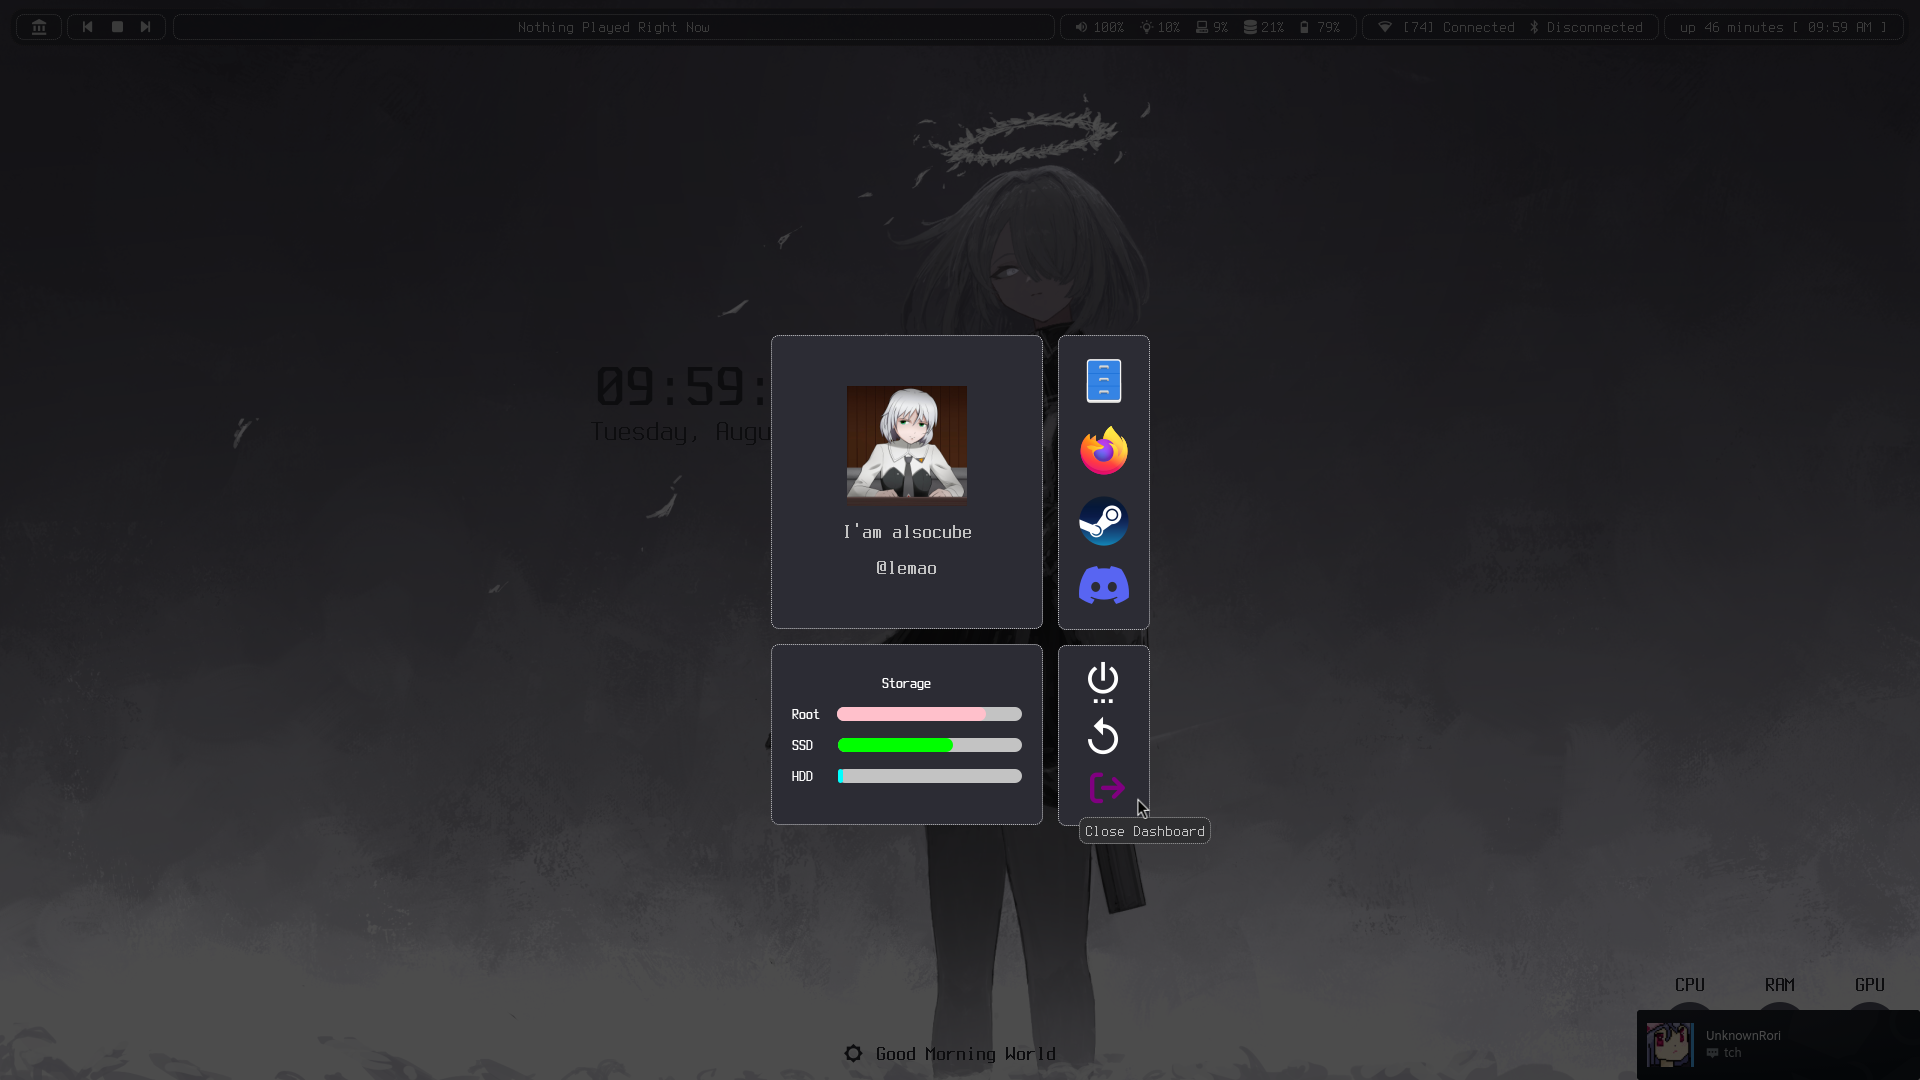 Nothing Played Right Now
100% 10% 9% 21% 79%
[74] Connected Disconnected
up 46 minutes [ 09:59 AM ]
09:59:
Tuesday, Augu
I'am alsocube
@lemao
Storage
Root
SSD
HDD
Close Dashboard
CPU RAM GPU
UnknownRori
tch
Good Morning World